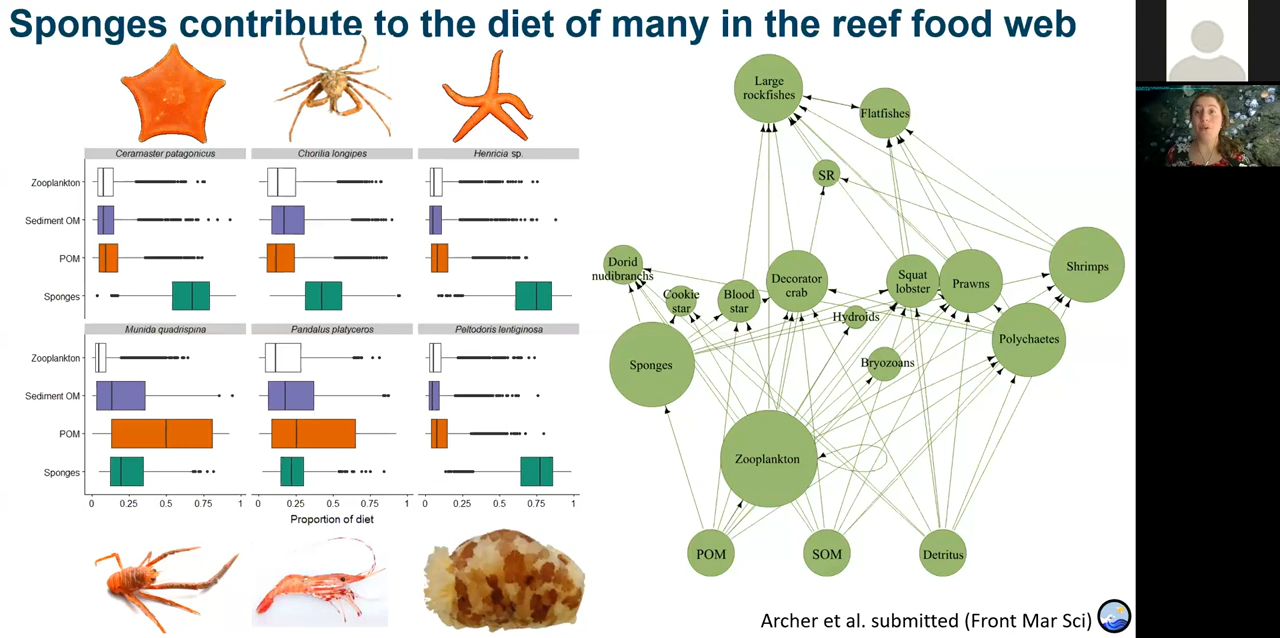 Sponges contribute to the diet of many in the reef food web
Ceramaster patagonicus
Chorilia longipes
Henricia sp.
Zooplankton
Sediment OM
POM
Sponges
Munida quadrispina
Pandalus platyceros
Peltodoris lentiginosa
Zooplankton
Sediment OM
POM
Sponges
0 0.25 0.5 0.75 1
0 0.25 0.5 0.75 1
0 0.25 0.5 0.75 1
Proportion of diet
Large
rockfishes
Flatfishes
SR
Dorid
nudibranchs
Cookie
star
Blood
star
Decorator
crab
Squat
lobster
Prawns
Shrimps
Hydroids
Polychaetes
Sponges
Bryozoans
Zooplankton
POM
SOM
Detritus
Archer et al. submitted (Front Mar Sci)